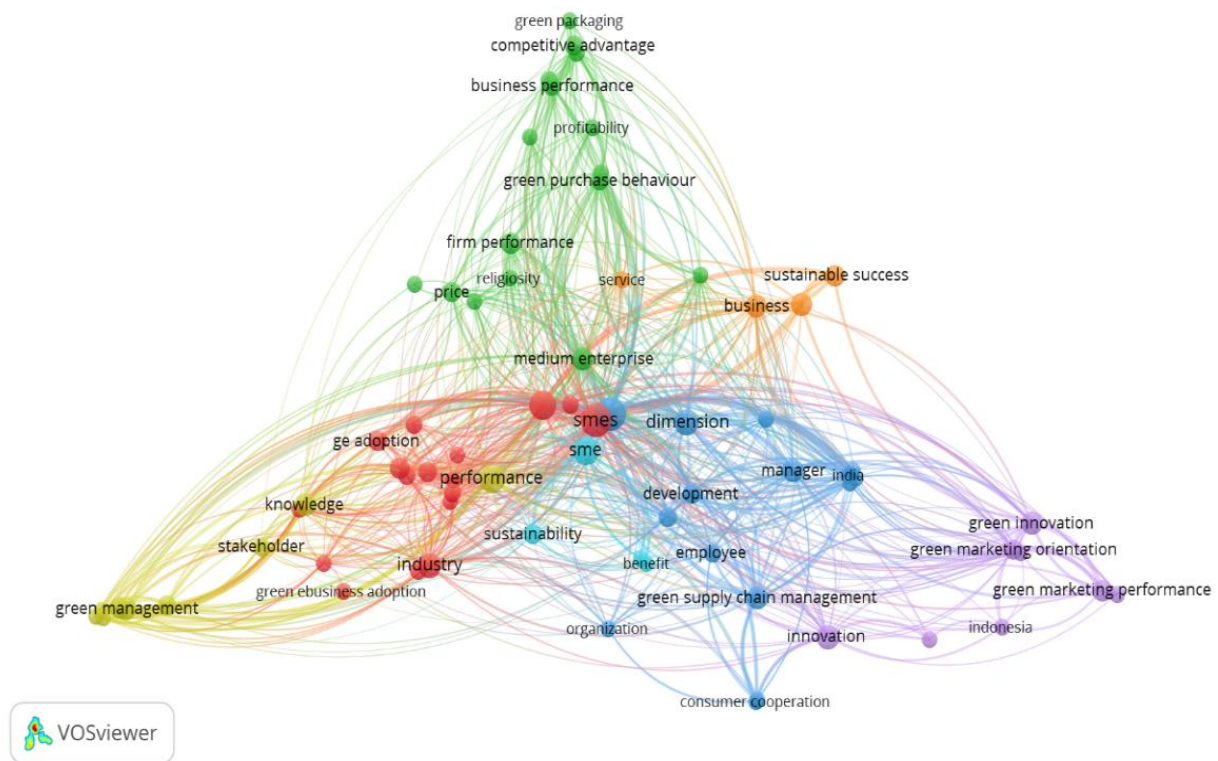 green packaging
competitive advantage
business performance
profitability
green purchase behaviour
firm performance
religiosity
service
sustainable success
price
business
medium enterprise
smes
dimension
ge adoption
sme
performance
manager
india
development
knowledge
green innovation
sustainability
stakeholder
green marketing orientation
employee
industry
benefit
green ebusiness adoption
green marketing performance
green supply chain management
green management
organization
innovation
indonesia
consumer cooperation
VOSviewer